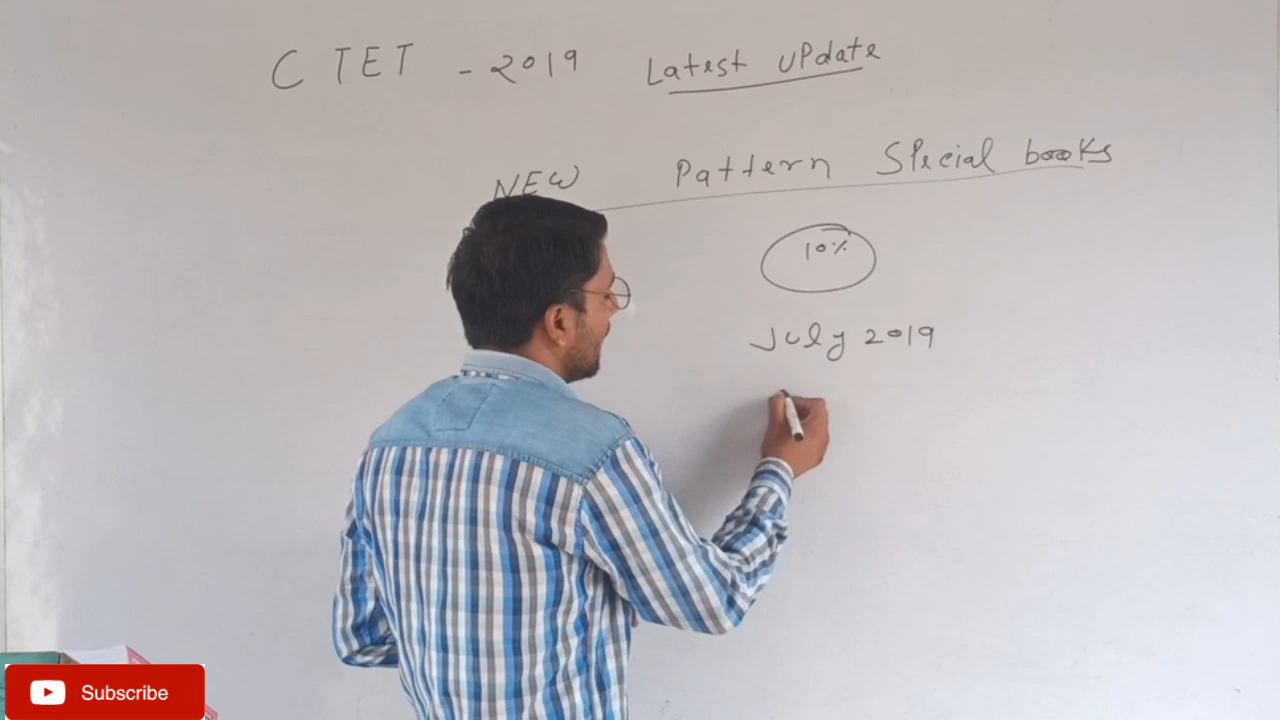 CTET - 2019 Latest Update
NEW Pattern Special books
10%
July 2019
Subscribe